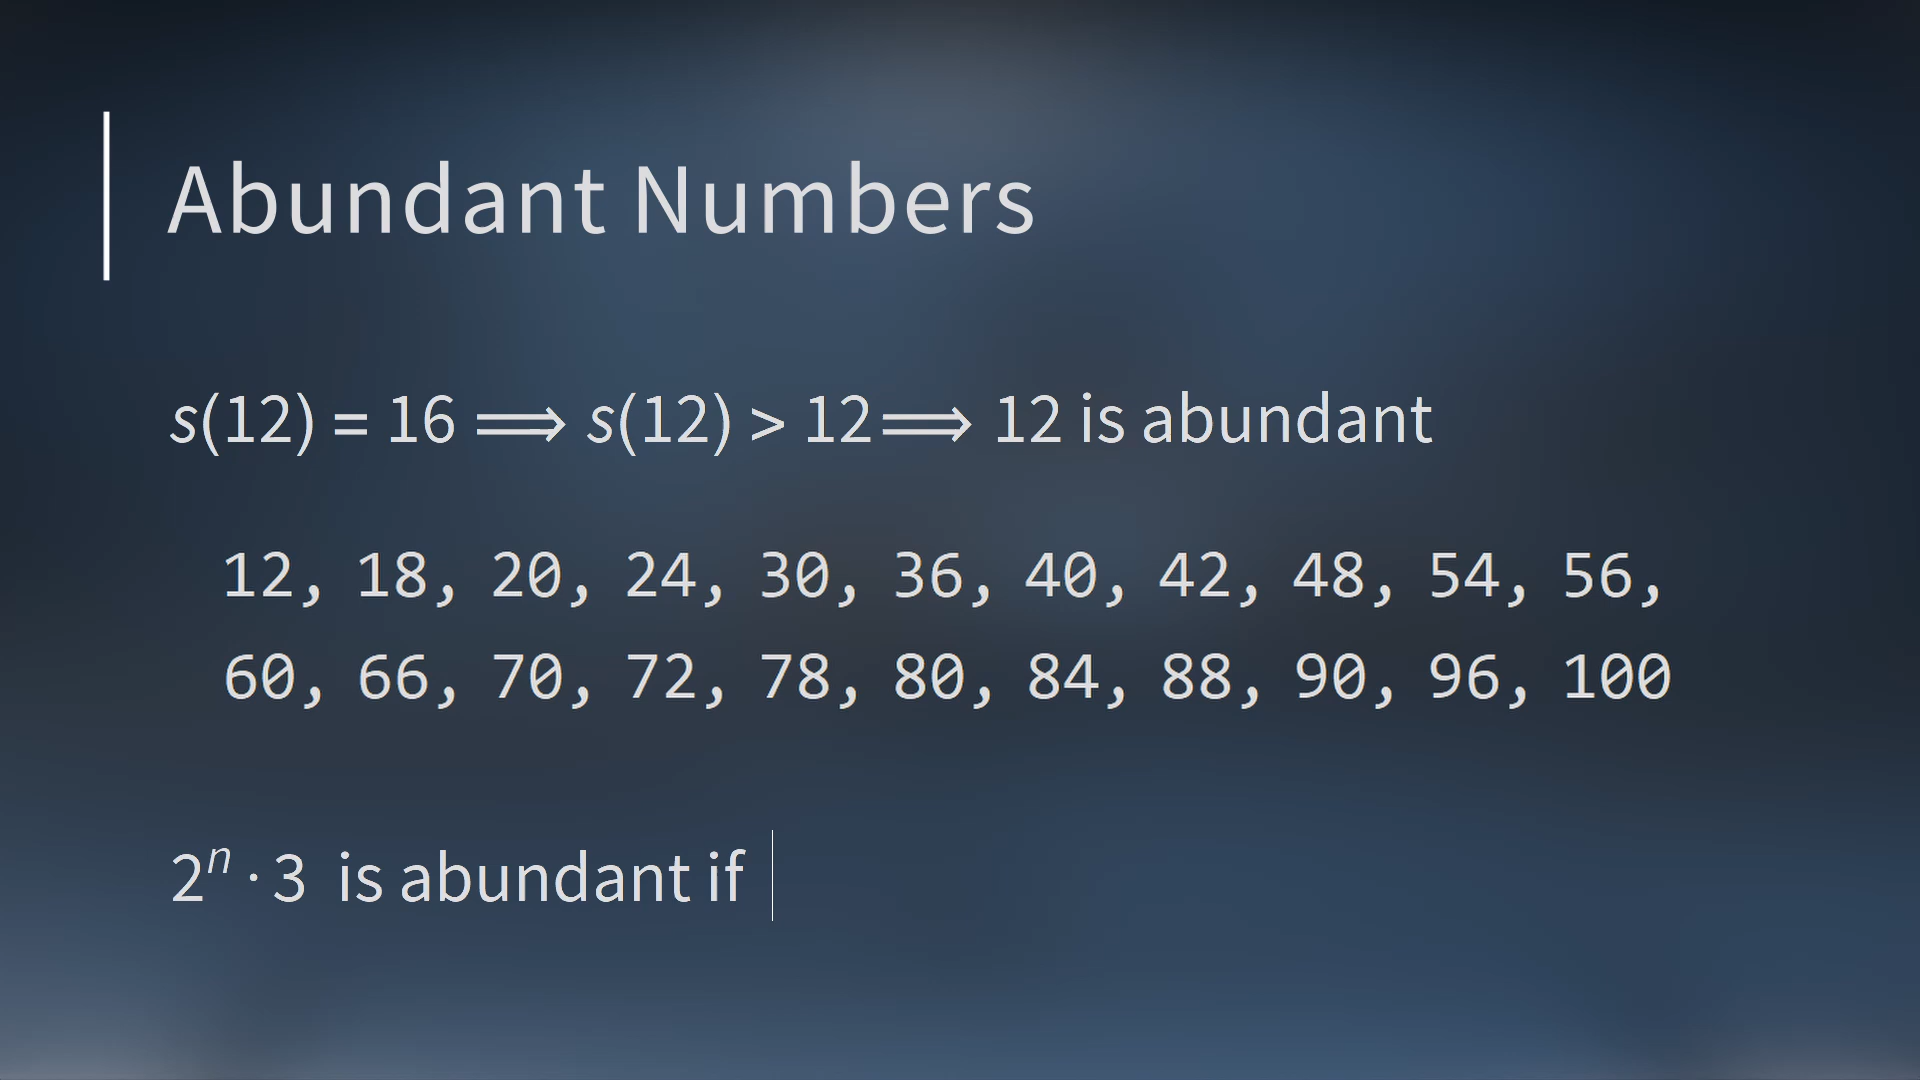 Abundant Numbers
s(12) = 16 ⟹ s(12) > 12 ⟹ 12 is abundant
12, 18, 20, 24, 30, 36, 40, 42, 48, 54, 56,
60, 66, 70, 72, 78, 80, 84, 88, 90, 96, 100
2ⁿ · 3 is abundant if